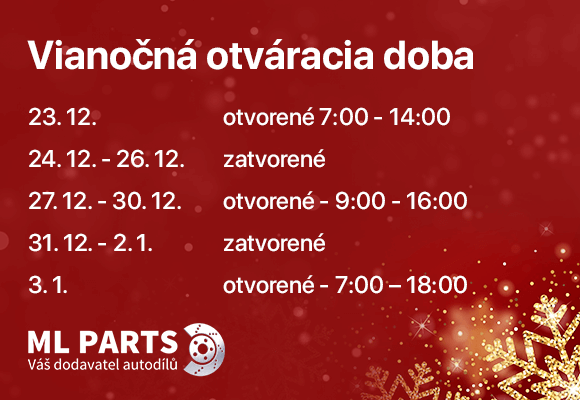 Vianočná otváracia doba
23. 12. otvorené 7:00 - 14:00
24. 12. - 26. 12. zatvorené
27. 12. - 30. 12. otvorené - 9:00 - 16:00
31. 12. - 2. 1. zatvorené
3. 1. otvorené - 7:00 – 18:00
ML PARTS
Váš dodavatel autodílů